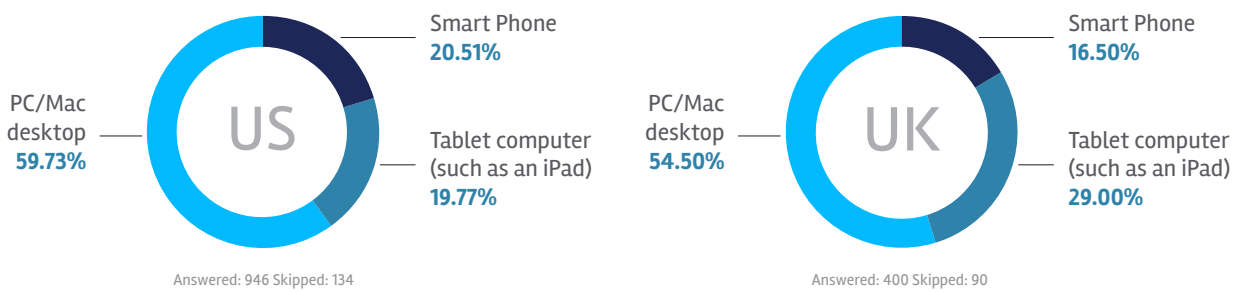 Smart Phone
20.51%
PC/Mac
desktop
59.73%
US
Tablet computer
(such as an iPad)
19.77%
Answered: 946 Skipped: 134
Smart Phone
16.50%
PC/Mac
desktop
54.50%
UK
Tablet computer
(such as an iPad)
29.00%
Answered: 400 Skipped: 90